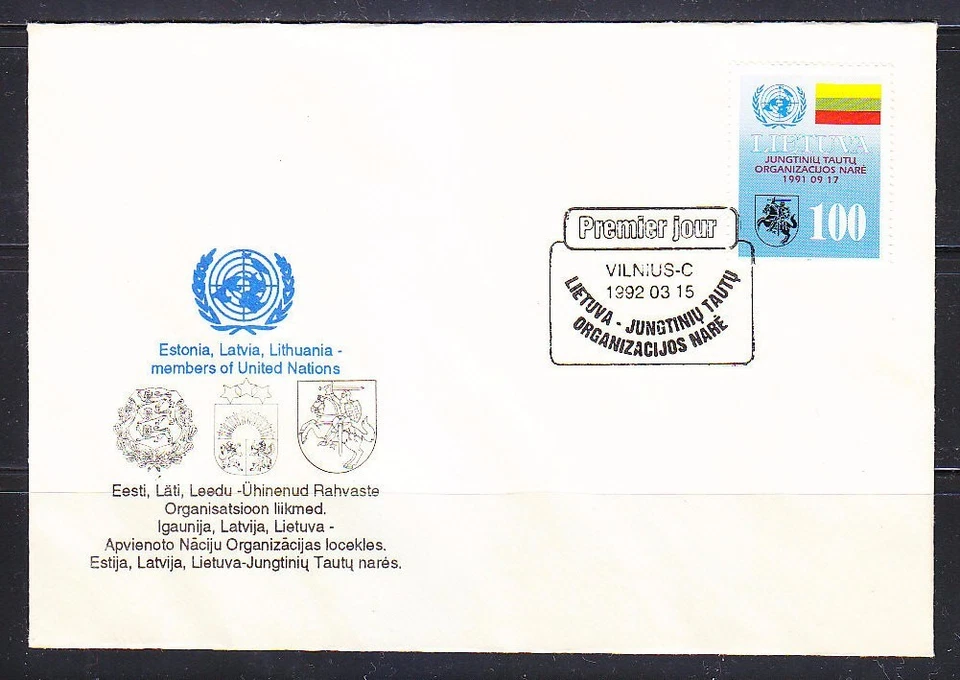 LIETUVA
JUNGTINIŲ TAUTŲ
ORGANIZACIJOS NARĖ
1991 09 17
100
Premier jour
VILNIUS-C
1992 03 15
LIETUVA - JUNGTINIŲ TAUTŲ
ORGANIZACIJOS NARĖ
Estonia, Latvia, Lithuania -
members of United Nations
Eesti, Läti, Leedu -Ühinenud Rahvaste
Organisatsioon liikmed.
Igaunija, Latvija, Lietuva -
Apvienoto Nāciju Organizācijas locekles.
Estija, Latvija, Lietuva-Jungtinių Tautų narės.